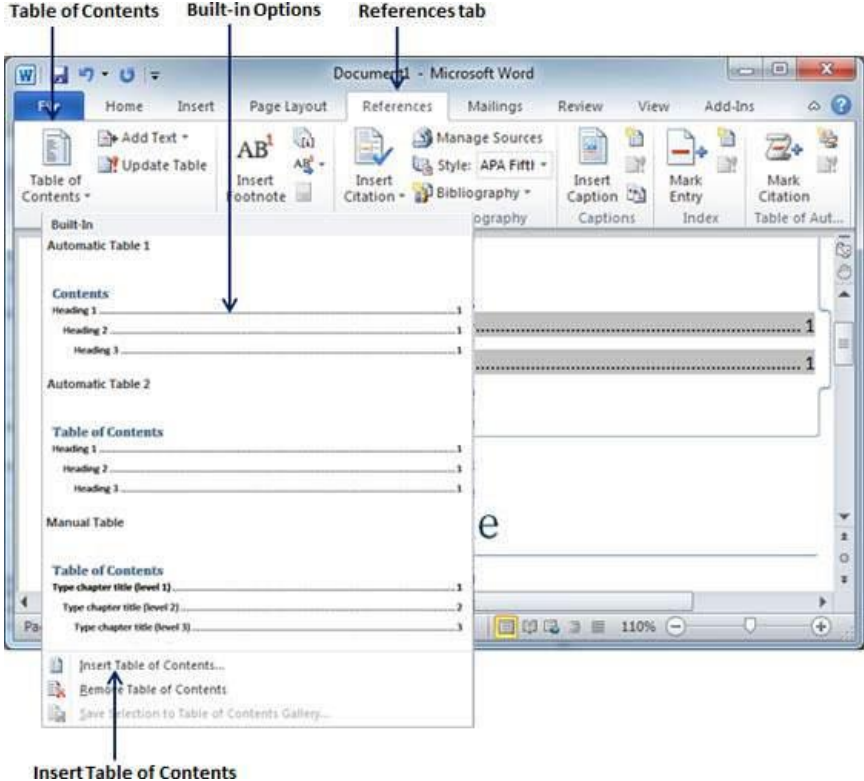 Table of Contents Built-in Options References tab
Document1 - Microsoft Word
File Home Insert Page Layout References Mailings Review View Add-Ins
Add Text
Update Table
Table of
Contents
AB1
Insert
Footnote
AB
Insert
Citation
Manage Sources
Style: APA Fifth
Bibliography
Insert
Caption
Mark
Entry
Mark
Citation
ography Captions Index Table of Aut...
Built-In
Automatic Table 1
Contents
Heading 1 ........ 1
Heading 2 ........ 1
Heading 3 ........ 1
........ 1
........ 1
Automatic Table 2
Table of Contents
Heading 1 ........ 1
Heading 2 ........ 1
Heading 3 ........ 1
e
Manual Table
Table of Contents
Type chapter title (level 1) ........ 1
Type chapter title (level 2) ........ 2
Type chapter title (level 3) ........ 3
Pa 110%
Insert Table of Contents...
Remove Table of Contents
Save Selection to Table of Contents Gallery...
Insert Table of Contents